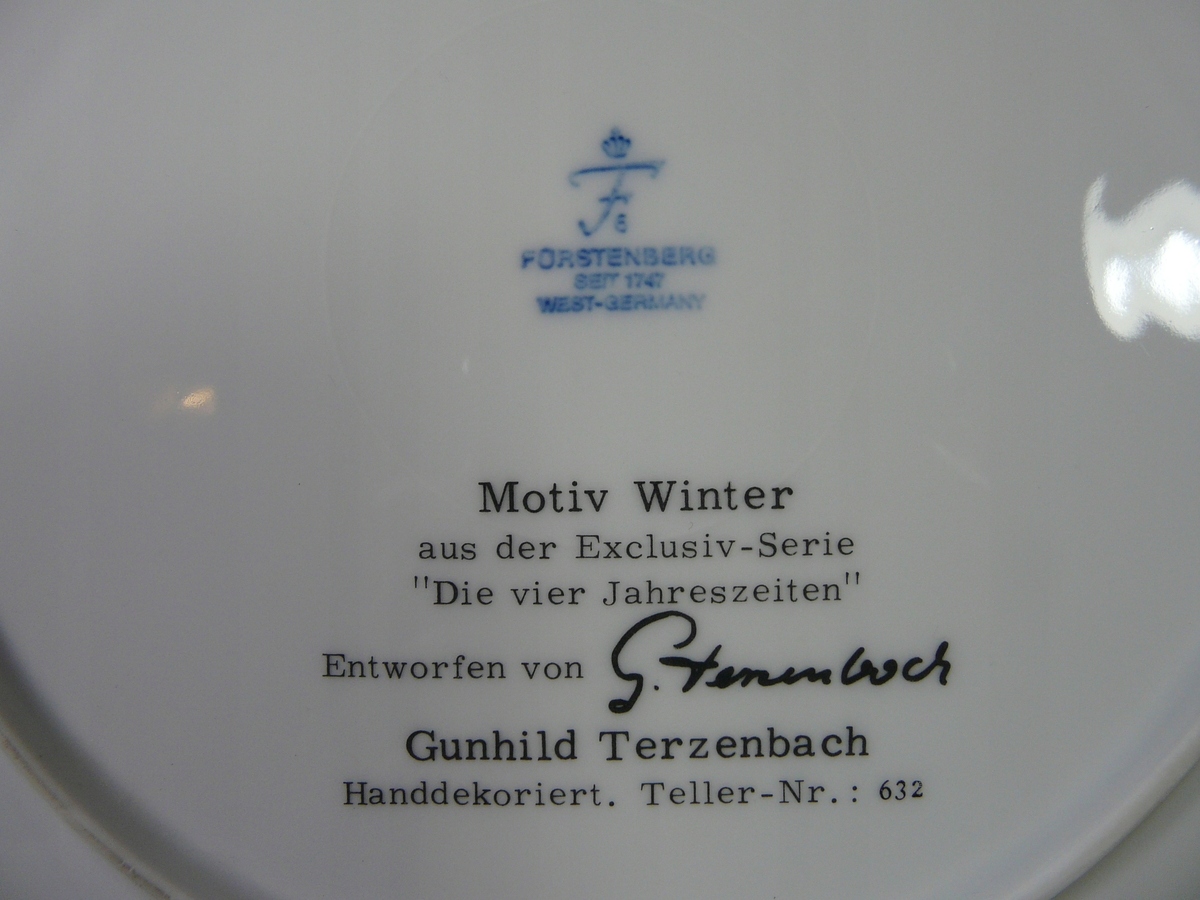 F
6
FÜRSTENBERG
SEIT 1747
WEST-GERMANY
Motiv Winter
aus der Exclusiv-Serie
"Die vier Jahreszeiten"
Entworfen von G. Terzenbach
Gunhild Terzenbach
Handdekoriert. Teller-Nr.: 632